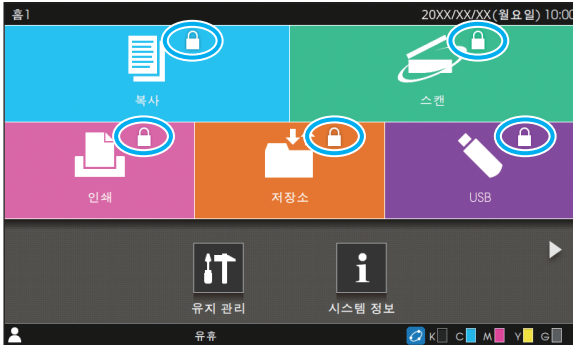 홈1 20XX/XX/XX(월요일) 10:00
복사 스캔
인쇄 저장소 USB
유지 관리 시스템 정보
유휴 K C M Y G